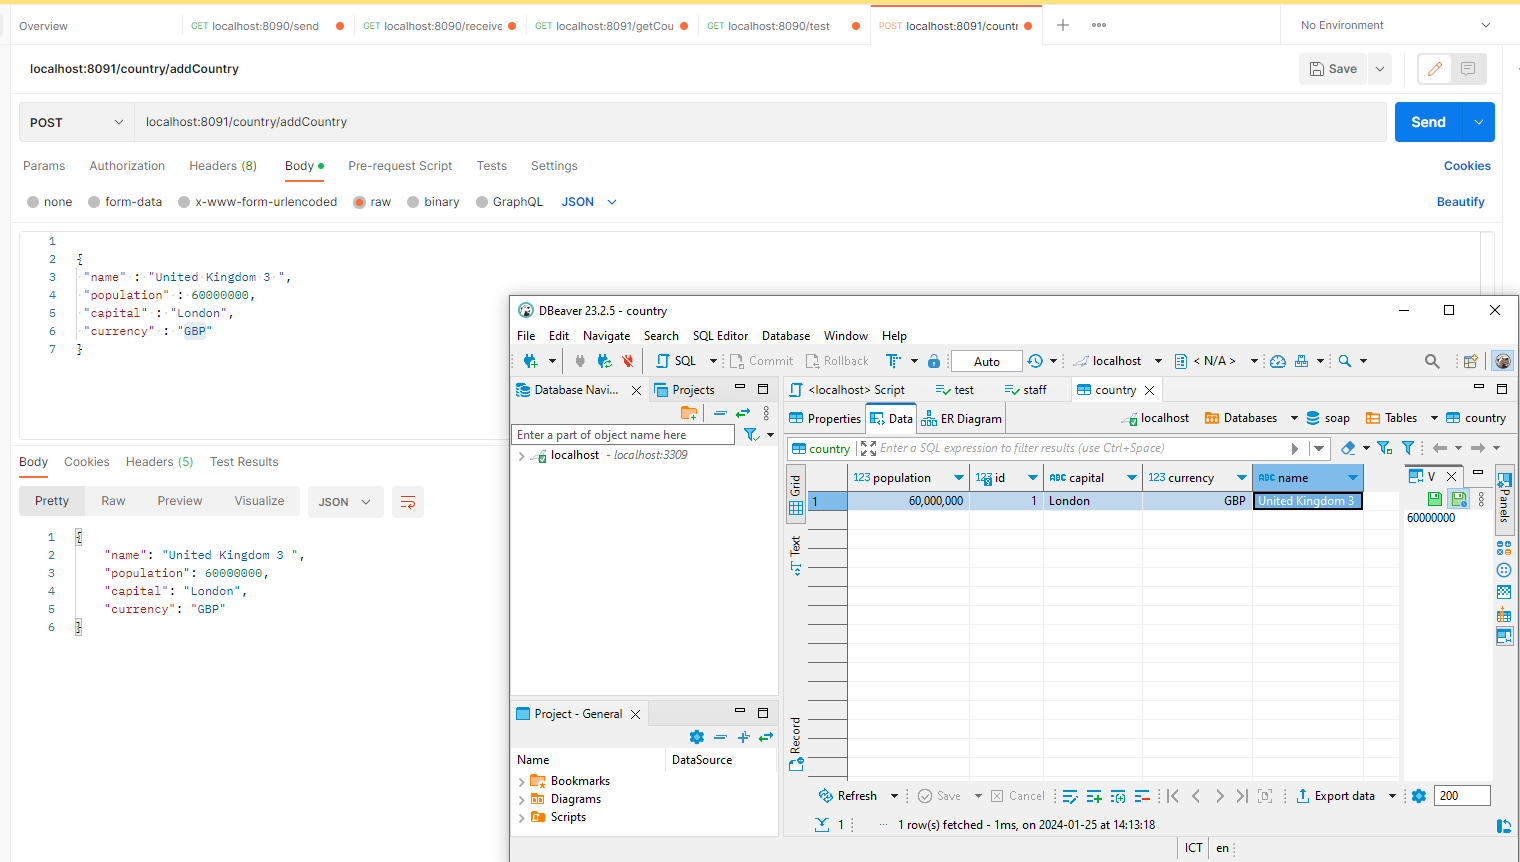 Overview
GET localhost:8090/send
GET localhost:8090/receive
GET localhost:8091/getCou
GET localhost:8090/test
POST localhost:8091/countr
No Environment
localhost:8091/country/addCountry
Save
POST
localhost:8091/country/addCountry
Send
Params
Authorization
Headers (8)
Body
Pre-request Script
Tests
Settings
Cookies
none
form-data
x-www-form-urlencoded
raw
binary
GraphQL
JSON
Beautify
1
2 {
3 "name" : "United Kingdom 3 ",
4 "population" : 60000000,
5 "capital" : "London",
6 "currency" : "GBP"
7 }
Body
Cookies
Headers (5)
Test Results
Pretty
Raw
Preview
Visualize
JSON
1 {
2 "name": "United Kingdom 3 ",
3 "population": 60000000,
4 "capital": "London",
5 "currency": "GBP"
6 }
DBeaver 23.2.5 - country
File Edit Navigate Search SQL Editor Database Window Help
SQL
Commit
Rollback
Auto
localhost
< N/A >
Database Navi...
Projects
Enter a part of object name here
localhost - localhost:3309
<localhost> Script
test
staff
country
Properties
Data
ER Diagram
localhost
Databases
soap
Tables
country
country
Enter a SQL expression to filter results (use Ctrl+Space)
Grid
Text
Record
123 population
123 id
ABC capital
123 currency
ABC name
1 60,000,000 1 London GBP United Kingdom 3
V
60000000
Panels
Project - General
Name DataSource
Bookmarks
Diagrams
Scripts
Refresh
Save
Cancel
Export data
200
1
1 row(s) fetched - 1ms, on 2024-01-25 at 14:13:18
ICT
en